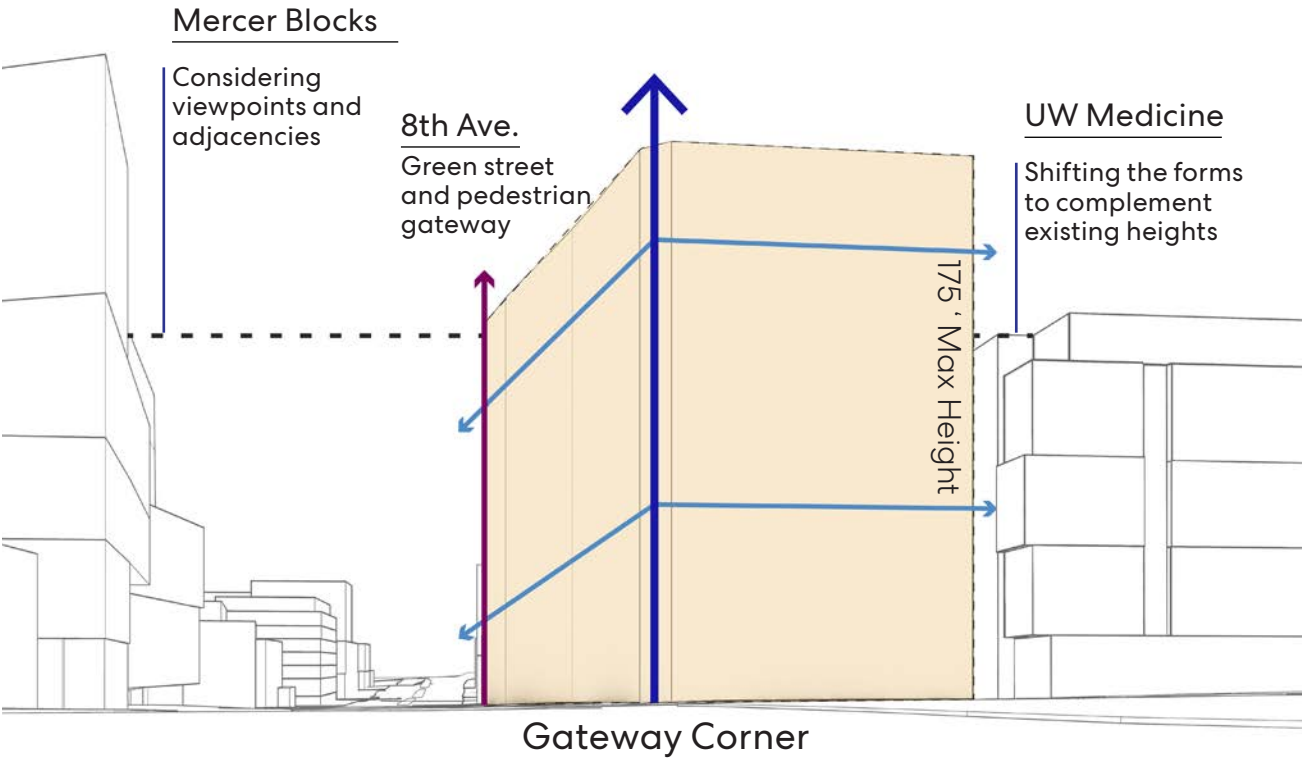 Mercer Blocks
Considering
viewpoints and
adjacencies
8th Ave.
Green street
and pedestrian
gateway
UW Medicine
Shifting the forms
to complement
existing heights
175 ‘ Max Height
Gateway Corner